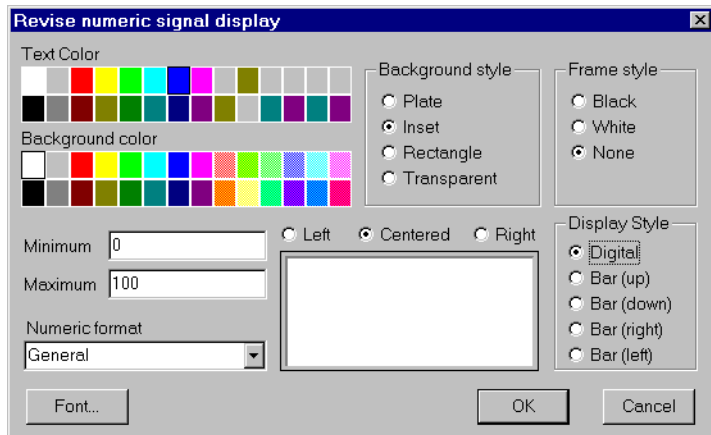 Revise numeric signal display
Text Color
Background color
Background style
Plate
Inset
Rectangle
Transparent
Frame style
Black
White
None
Minimum 0
Maximum 100
Numeric format
General
Left Centered Right
Display Style
Digital
Bar (up)
Bar (down)
Bar (right)
Bar (left)
Font...
OK
Cancel